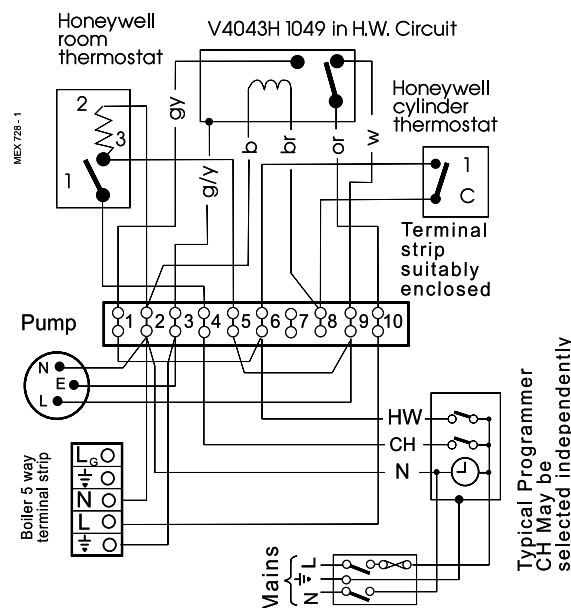 Honeywell
room
thermostat
V4043H 1049 in H.W. Circuit
Honeywell
cylinder
thermostat
MEX 728 - 1
2
3
1
gy
g/y
b
br
or
w
1
C
Terminal
strip
suitably
enclosed
1 2 3 4 5 6 7 8 9 10
Pump
N
E
L
HW
CH
N
Boiler 5 way
terminal strip
LG
N
L
Typical Programmer
CH May be
selected independently
Mains
L
N